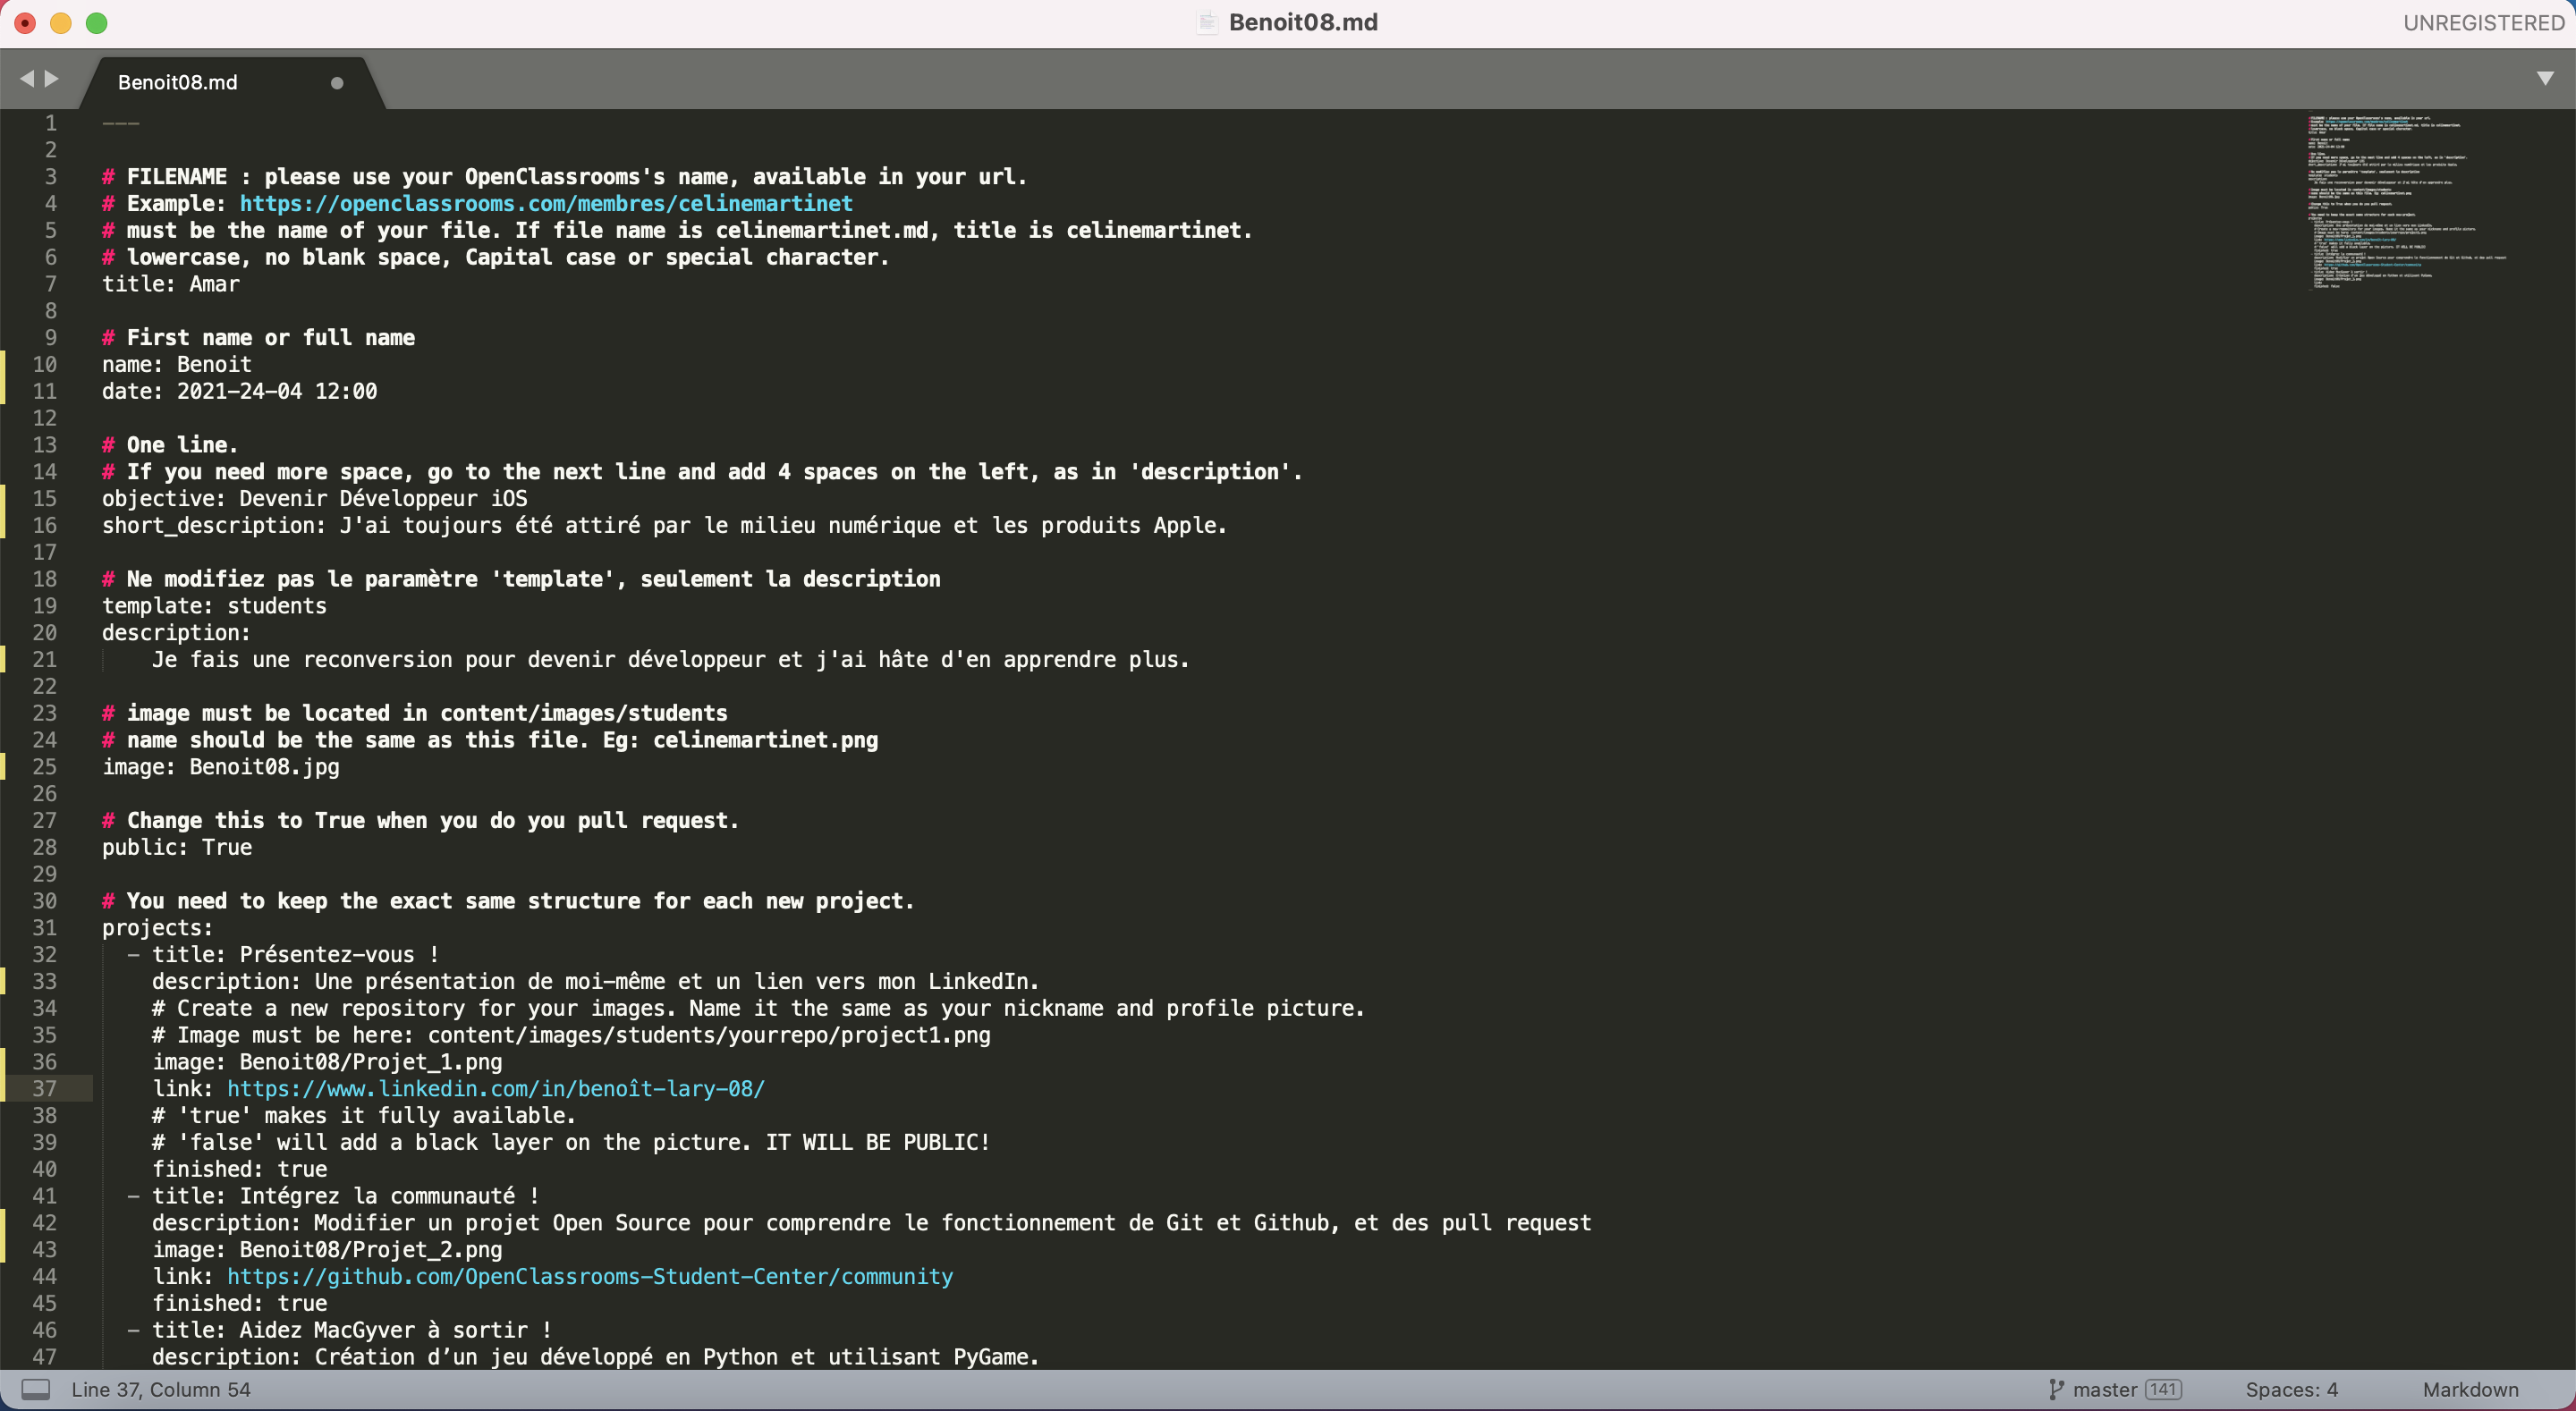 Benoit08.md
UNREGISTERED
Benoit08.md
1 ---
2
3 # FILENAME : please use your OpenClassrooms's name, available in your url.
4 # Example: https://openclassrooms.com/membres/celinemartinet
5 # must be the name of your file. If file name is celinemartinet.md, title is celinemartinet.
6 # lowercase, no blank space, Capital case or special character.
7 title: Amar
8
9 # First name or full name
10 name: Benoit
11 date: 2021-24-04 12:00
12
13 # One line.
14 # If you need more space, go to the next line and add 4 spaces on the left, as in 'description'.
15 objective: Devenir Développeur iOS
16 short_description: J'ai toujours été attiré par le milieu numérique et les produits Apple.
17
18 # Ne modifiez pas le paramètre 'template', seulement la description
19 template: students
20 description:
21     Je fais une reconversion pour devenir développeur et j'ai hâte d'en apprendre plus.
22
23 # image must be located in content/images/students
24 # name should be the same as this file. Eg: celinemartinet.png
25 image: Benoit08.jpg
26
27 # Change this to True when you do you pull request.
28 public: True
29
30 # You need to keep the exact same structure for each new project.
31 projects:
32   - title: Présentez-vous !
33     description: Une présentation de moi-même et un lien vers mon LinkedIn.
34     # Create a new repository for your images. Name it the same as your nickname and profile picture.
35     # Image must be here: content/images/students/yourrepo/project1.png
36     image: Benoit08/Projet_1.png
37     link: https://www.linkedin.com/in/benoît-lary-08/
38     # 'true' makes it fully available.
39     # 'false' will add a black layer on the picture. IT WILL BE PUBLIC!
40     finished: true
41   - title: Intégrez la communauté !
42     description: Modifier un projet Open Source pour comprendre le fonctionnement de Git et Github, et des pull request
43     image: Benoit08/Projet_2.png
44     link: https://github.com/OpenClassrooms-Student-Center/community
45     finished: true
46   - title: Aidez MacGyver à sortir !
47     description: Création d’un jeu développé en Python et utilisant PyGame.
Line 37, Column 54
master 141
Spaces: 4
Markdown